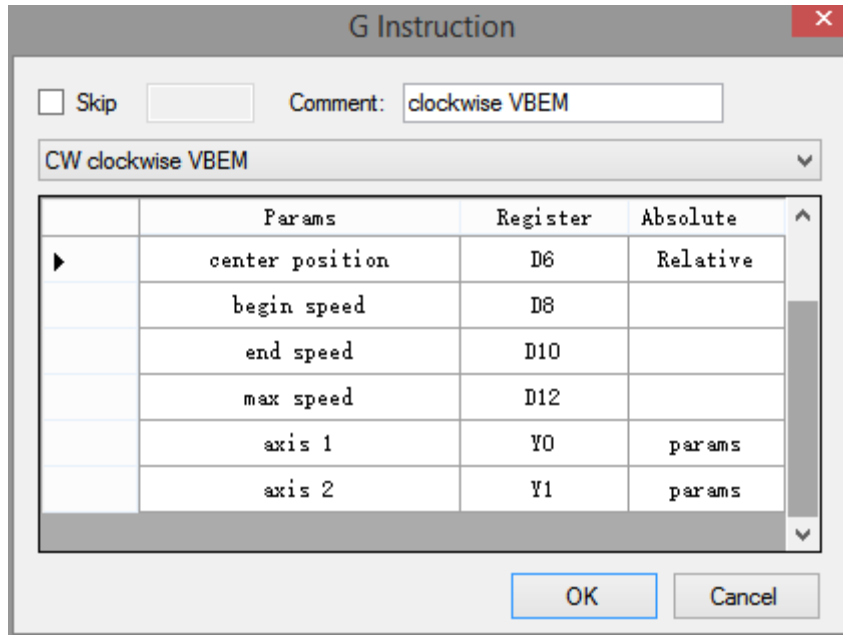 G Instruction
Skip Comment: clockwise VBEM
CW clockwise VBEM
Params Register Absolute
center position D6 Relative
begin speed D8
end speed D10
max speed D12
axis 1 Y0 params
axis 2 Y1 params
OK Cancel